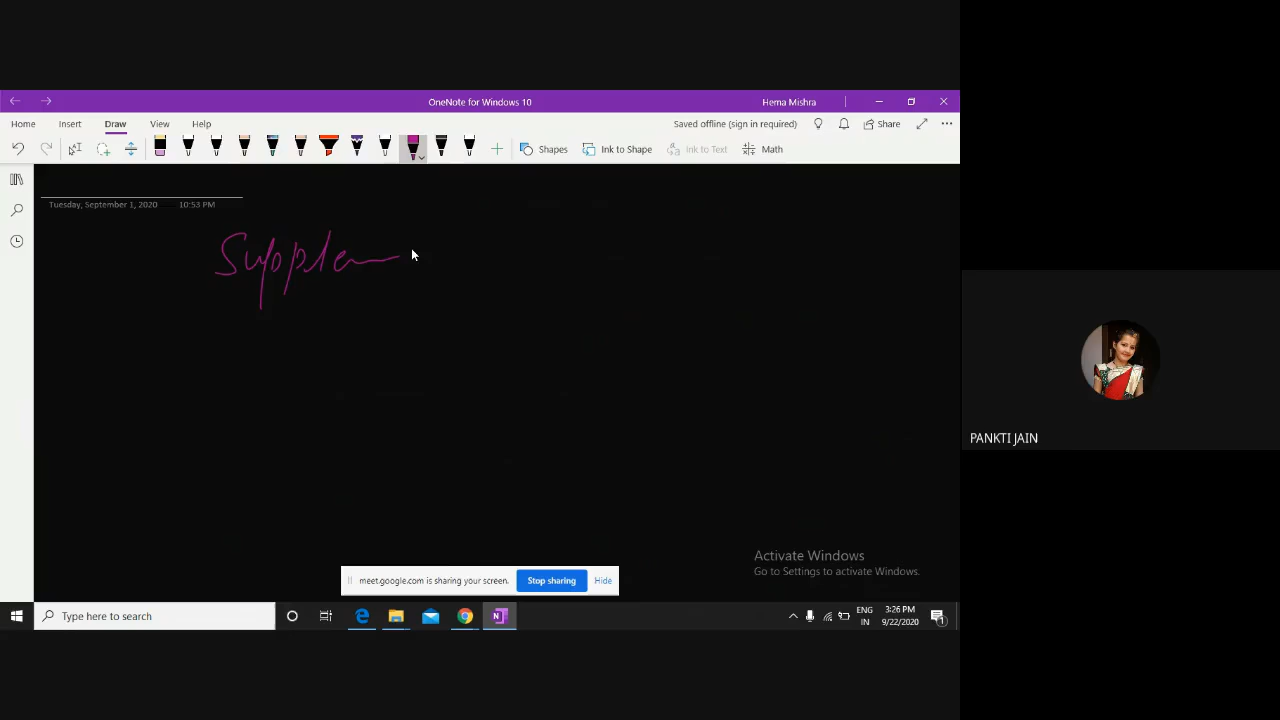 OneNote for Windows 10
Hema Mishra
Home Insert Draw View Help
Saved offline (sign in required)
Share
Shapes
Ink to Shape
Ink to Text
Math
Tuesday, September 1, 2020 10:53 PM
Supplem
PANKTI JAIN
Activate Windows
Go to Settings to activate Windows.
meet.google.com is sharing your screen.
Stop sharing
Hide
Type here to search
ENG
IN
3:26 PM
9/22/2020
1